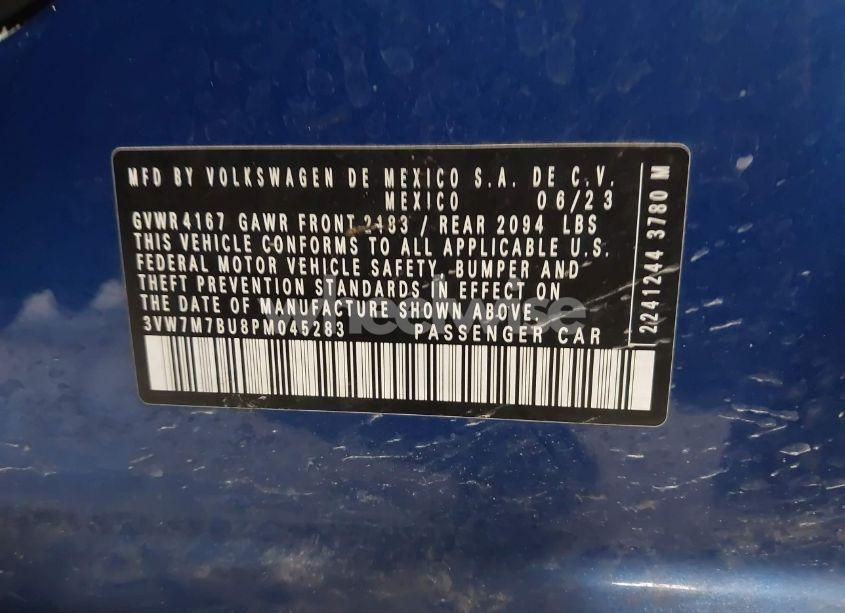 MFD BY VOLKSWAGEN DE MEXICO S.A. DE C.V.
MEXICO 06/23
GVWR 4167 GAWR FRONT 2183 / REAR 2094 LBS
THIS VEHICLE CONFORMS TO ALL APPLICABLE U.S.
FEDERAL MOTOR VEHICLE SAFETY, BUMPER AND
THEFT PREVENTION STANDARDS IN EFFECT ON
THE DATE OF MANUFACTURE SHOWN ABOVE
3VW7M7BU8PM045283 PASSENGER CAR
2241244 3780 M